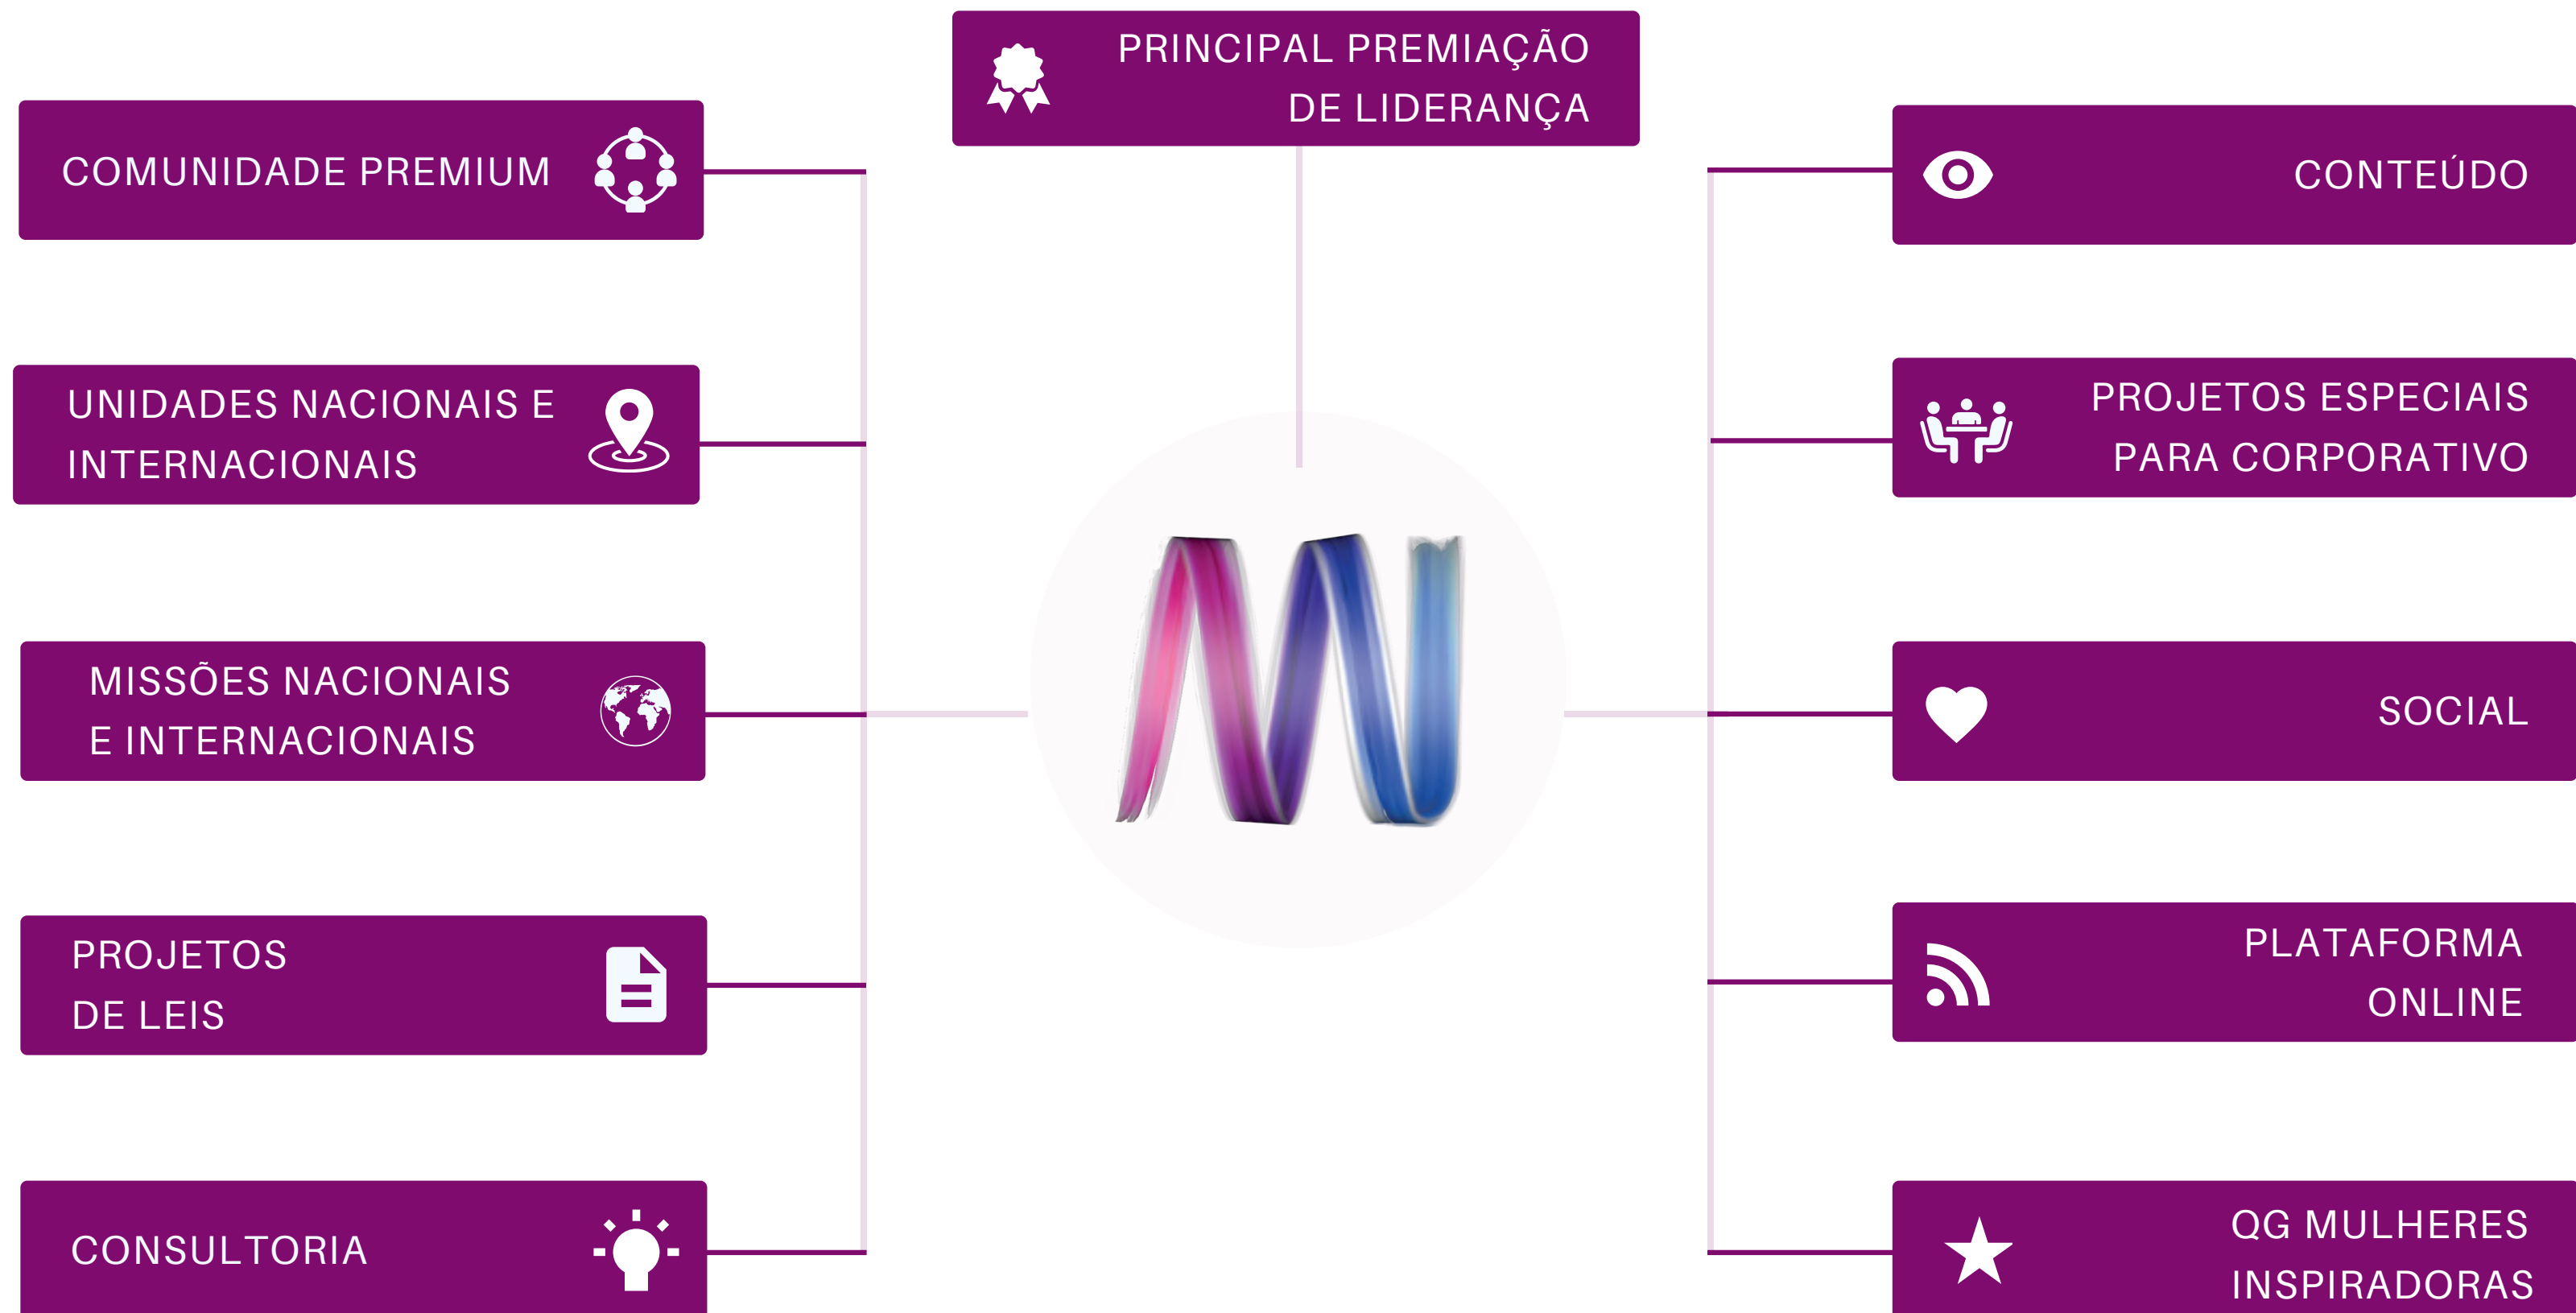 PRINCIPAL PREMIAÇÃO
DE LIDERANÇA
COMUNIDADE PREMIUM
UNIDADES NACIONAIS E
INTERNACIONAIS
MISSÕES NACIONAIS
E INTERNACIONAIS
PROJETOS
DE LEIS
CONSULTORIA
CONTEÚDO
PROJETOS ESPECIAIS
PARA CORPORATIVO
SOCIAL
PLATAFORMA
ONLINE
QG MULHERES
INSPIRADORAS